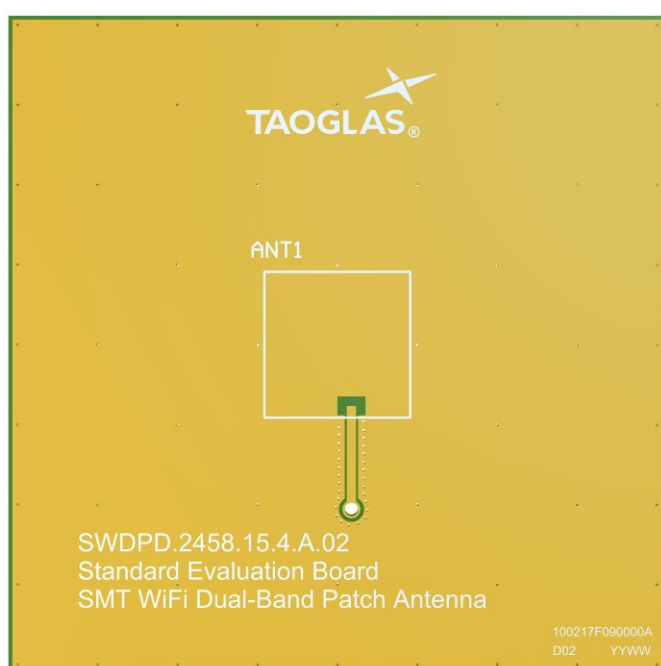 TAOGLAS®
ANT1
SWDPD.2458.15.4.A.02
Standard Evaluation Board
SMT WiFi Dual-Band Patch Antenna
100217F090000A
D02 YYWW